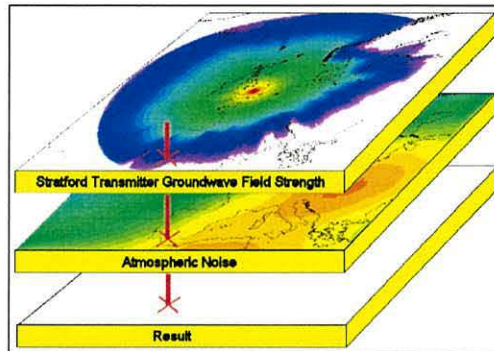 Stratford Transmitter Groundwave Field Strength
Atmospheric Noise
Result